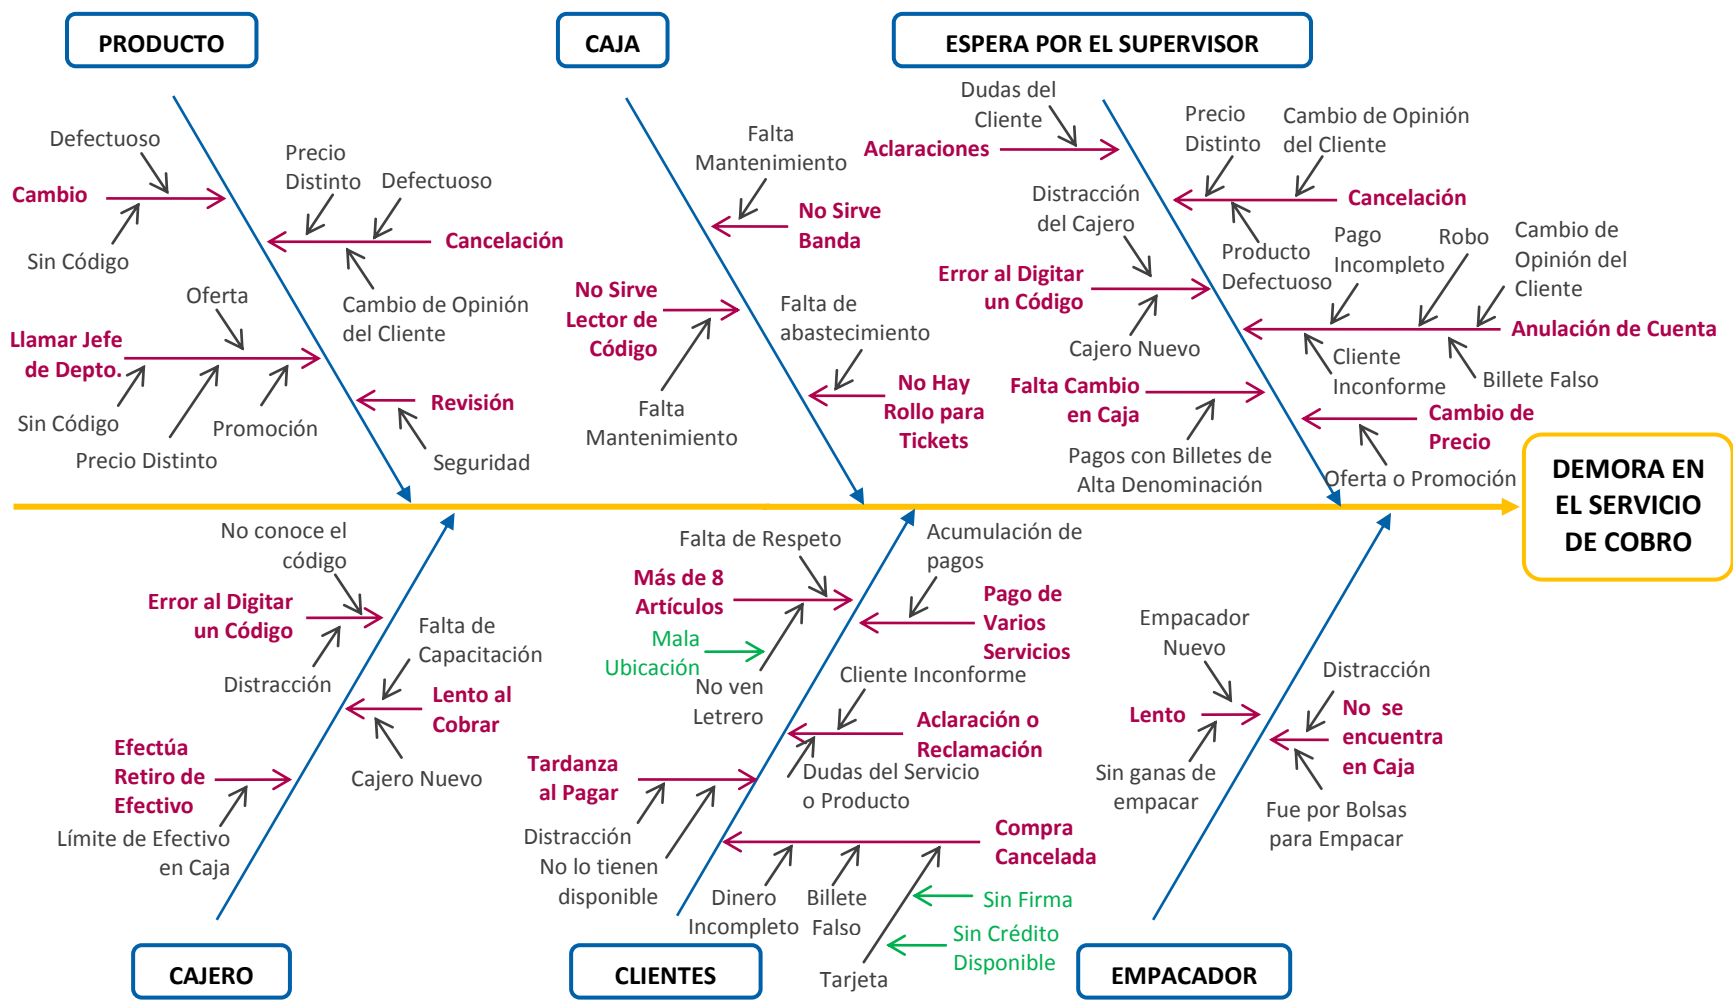 PRODUCTO
CAJA
ESPERA POR EL SUPERVISOR
Defectuoso
Cambio
Sin Código
Precio
Distinto
Defectuoso
Cancelación
Cambio de Opinión
del Cliente
Oferta
Llamar Jefe
de Depto.
Sin Código
Precio Distinto
Promoción
Revisión
Seguridad
Falta
Mantenimiento
No Sirve
Banda
No Sirve
Lector de
Código
Falta
Mantenimiento
Falta de
abastecimiento
No Hay
Rollo para
Tickets
Dudas del
Cliente
Aclaraciones
Precio
Distinto
Cambio de Opinión
del Cliente
Cancelación
Producto
Defectuoso
Distracción
del Cajero
Error al Digitar
un Código
Cajero Nuevo
Pago
Incompleto
Robo
Cambio de
Opinión del
Cliente
Anulación de Cuenta
Cliente
Inconforme
Billete Falso
Falta Cambio
en Caja
Pagos con Billetes de
Alta Denominación
Cambio de
Precio
Oferta o Promoción
DEMORA EN
EL SERVICIO
DE COBRO
No conoce el
código
Error al Digitar
un Código
Distracción
Falta de
Capacitación
Lento al
Cobrar
Cajero Nuevo
Efectúa
Retiro de
Efectivo
Límite de Efectivo
en Caja
Falta de Respeto
Más de 8
Artículos
Mala
Ubicación
No ven
Letrero
Acumulación de
pagos
Pago de
Varios
Servicios
Cliente Inconforme
Aclaración o
Reclamación
Dudas del Servicio
o Producto
Tardanza
al Pagar
Distracción
No lo tienen
disponible
Compra
Cancelada
Dinero
Incompleto
Billete
Falso
Sin Firma
Sin Crédito
Disponible
Tarjeta
Empacador
Nuevo
Lento
Sin ganas de
empacar
Distracción
No se
encuentra
en Caja
Fue por Bolsas
para Empacar
CAJERO
CLIENTES
EMPACADOR